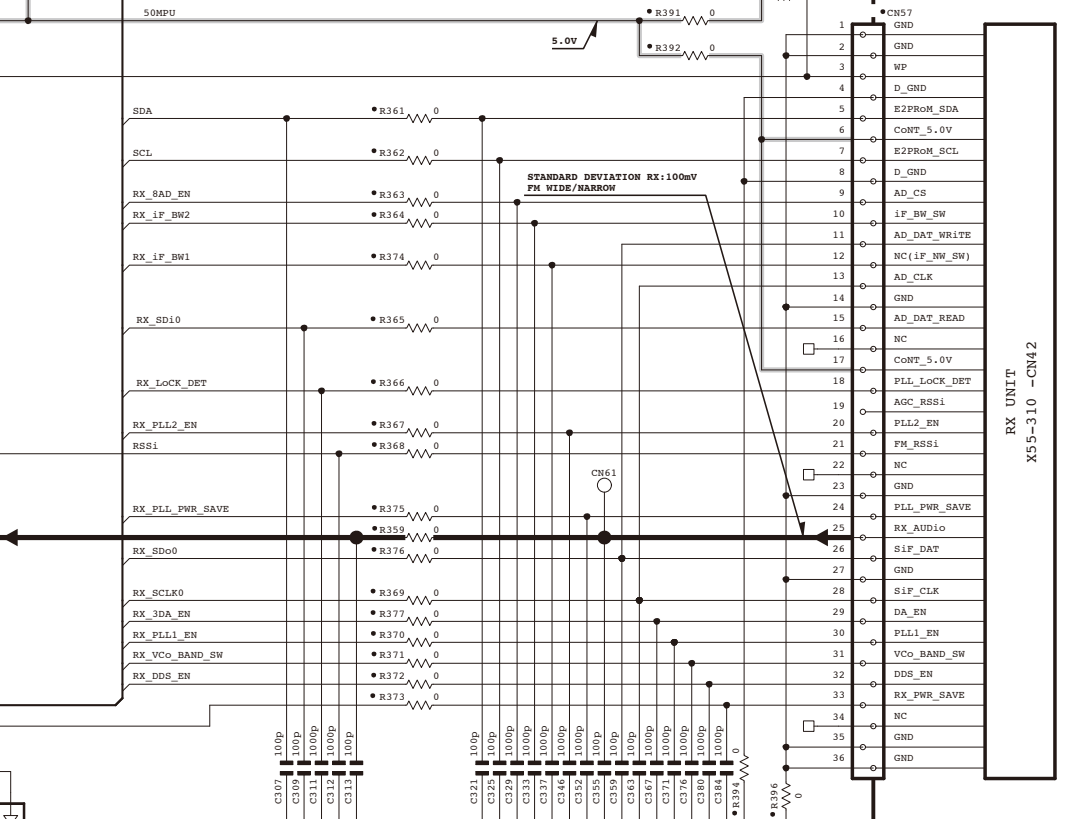 50MPU
R391 0
CN57
5.0V
R392 0
1 GND
2 GND
3 WP
4 D_GND
SDA R361 0 5 E2PRoM_SDA
6 CoNT_5.0V
SCL R362 0 7 E2PRoM_SCL
STANDARD DEVIATION RX:100mV
FM WIDE/NARROW
8 D_GND
RX_8AD_EN R363 0 9 AD_CS
RX_iF_BW2 R364 0 10 iF_BW_SW
11 AD_DAT_WRiTE
RX_iF_BW1 R374 0 12 NC(iF_NW_SW)
13 AD_CLK
14 GND
RX_SDi0 R365 0 15 AD_DAT_READ
16 NC
17 CoNT_5.0V
RX_LoCK_DET R366 0 18 PLL_LoCK_DET
19 AGC_RSSi
RX_PLL2_EN R367 0 20 PLL2_EN
RSSi R368 0 21 FM_RSSi
22 NC
CN61
23 GND
RX_PLL_PWR_SAVE R375 0 24 PLL_PWR_SAVE
R359 0 25 RX_AUDio
RX_SDo0 R376 0 26 SiF_DAT
27 GND
RX_SCLK0 R369 0 28 SiF_CLK
RX_3DA_EN R377 0 29 DA_EN
RX_PLL1_EN R370 0 30 PLL1_EN
RX_VCo_BAND_SW R371 0 31 VCo_BAND_SW
RX_DDS_EN R372 0 32 DDS_EN
R373 0 33 RX_PWR_SAVE
34 NC
35 GND
36 GND
RX UNIT
X55-310 -CN42
C307 100p
C309 100p
C311 1000p
C312 1000p
C313 100p
C321 100p
C325 100p
C329 1000p
C333 1000p
C337 1000p
C346 1000p
C352 1000p
C355 100p
C359 1000p
C363 100p
C367 1000p
C371 1000p
C376 1000p
C380 1000p
C384 1000p
R394 0
R396 0